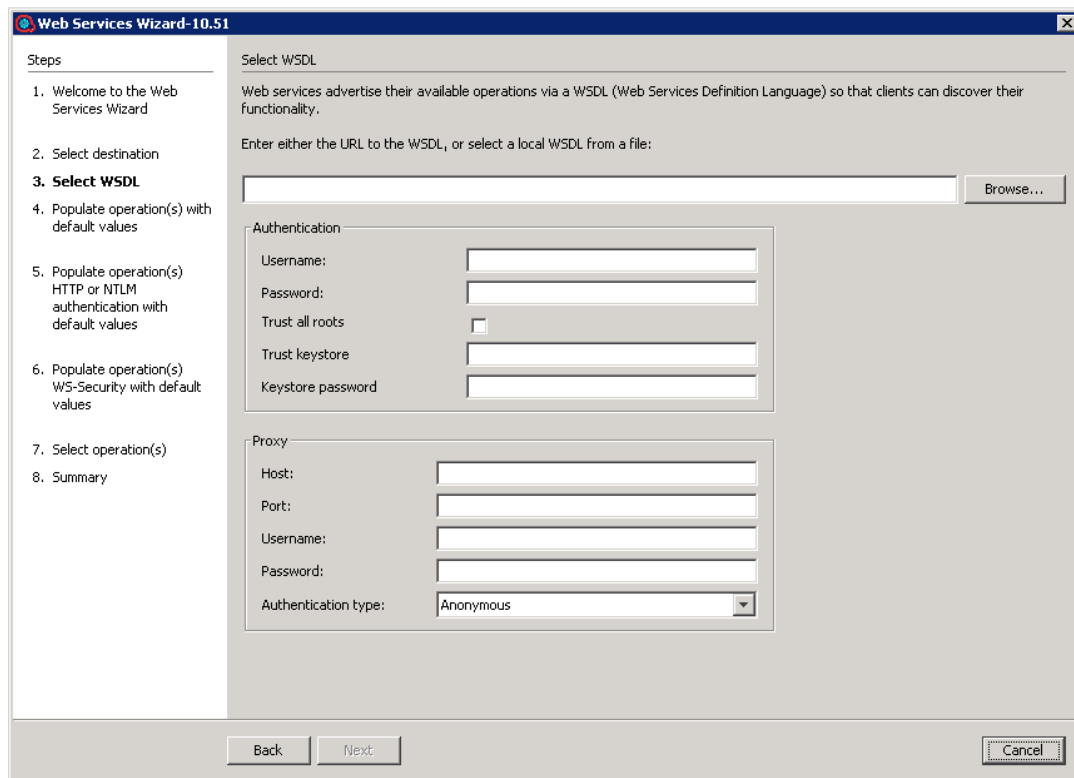 Web Services Wizard-10.51
Steps
1. Welcome to the Web
Services Wizard
2. Select destination
3. Select WSDL
4. Populate operation(s) with
default values
5. Populate operation(s)
HTTP or NTLM
authentication with
default values
6. Populate operation(s)
WS-Security with default
values
7. Select operation(s)
8. Summary
Select WSDL
Web services advertise their available operations via a WSDL (Web Services Definition Language) so that clients can discover their
functionality.
Enter either the URL to the WSDL, or select a local WSDL from a file:
Browse...
Authentication
Username:
Password:
Trust all roots
Trust keystore
Keystore password
Proxy
Host:
Port:
Username:
Password:
Authentication type: Anonymous
Back Next Cancel